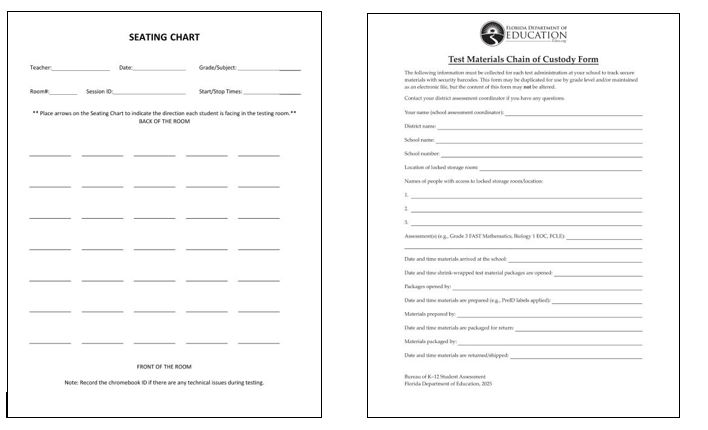 SEATING CHART
Teacher: Date: Grade/Subject:
Room#: Session ID: Start/Stop Times:
** Place arrows on the Seating Chart to indicate the direction each student is facing in the testing room.**
BACK OF THE ROOM
FRONT OF THE ROOM
Note: Record the chromebook ID if there are any technical issues during testing.
FLORIDA DEPARTMENT OF
EDUCATION
Test Materials Chain of Custody Form
The following information must be collected for each test administration at your school to track secure
materials with security barcodes. This form may be duplicated for use by grade level and/or maintained
as an electronic file, but the content of this form may not be altered.
Contact your district assessment coordinator if you have any questions.
Your name (school assessment coordinator):
District name:
School name:
School number:
Location of locked storage room:
Names of people with access to locked storage room/location:
1.
2.
3.
Assessment(s) (e.g., Grade 3 FAST Mathematics, Biology 1 EOC, FCLE):
Date and time materials arrived at the school:
Date and time shrink-wrapped test material packages are opened:
Packages opened by:
Date and time materials are prepared (e.g., PreID labels applied):
Materials prepared by:
Date and time materials are packaged for return:
Materials packaged by:
Date and time materials are returned/shipped:
Bureau of K–12 Student Assessment
Florida Department of Education, 2025